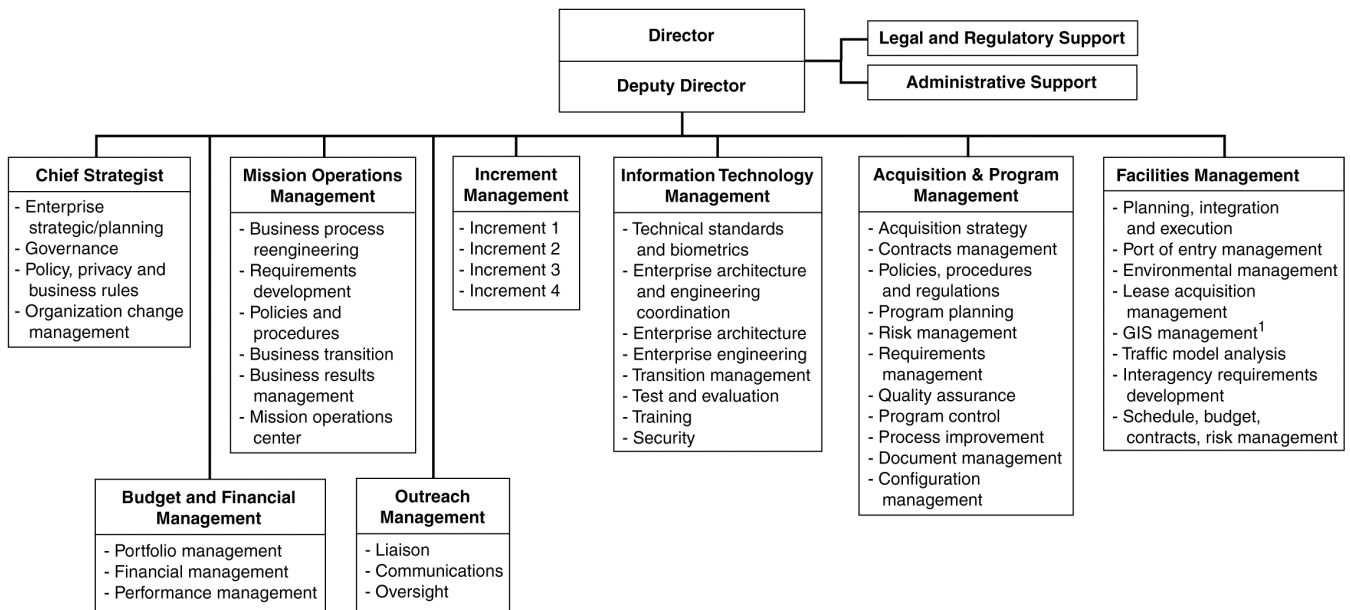 Director
Deputy Director
Legal and Regulatory Support
Administrative Support
Chief Strategist
- Enterprise
strategic/planning
- Governance
- Policy, privacy and
business rules
- Organization change
management
Mission Operations
Management
- Business process
reengineering
- Requirements
development
- Policies and
procedures
- Business transition
- Business results
management
- Mission operations
center
Increment
Management
- Increment 1
- Increment 2
- Increment 3
- Increment 4
Information Technology
Management
- Technical standards
and biometrics
- Enterprise architecture
and engineering
coordination
- Enterprise architecture
- Enterprise engineering
- Transition management
- Test and evaluation
- Training
- Security
Acquisition & Program
Management
- Acquisition strategy
- Contracts management
- Policies, procedures
and regulations
- Program planning
- Risk management
- Requirements
management
- Quality assurance
- Program control
- Process improvement
- Document management
- Configuration
management
Facilities Management
- Planning, integration
and execution
- Port of entry management
- Environmental management
- Lease acquisition
management
- GIS management¹
- Traffic model analysis
- Interagency requirements
development
- Schedule, budget,
contracts, risk management
Budget and Financial
Management
- Portfolio management
- Financial management
- Performance management
Outreach
Management
- Liaison
- Communications
- Oversight